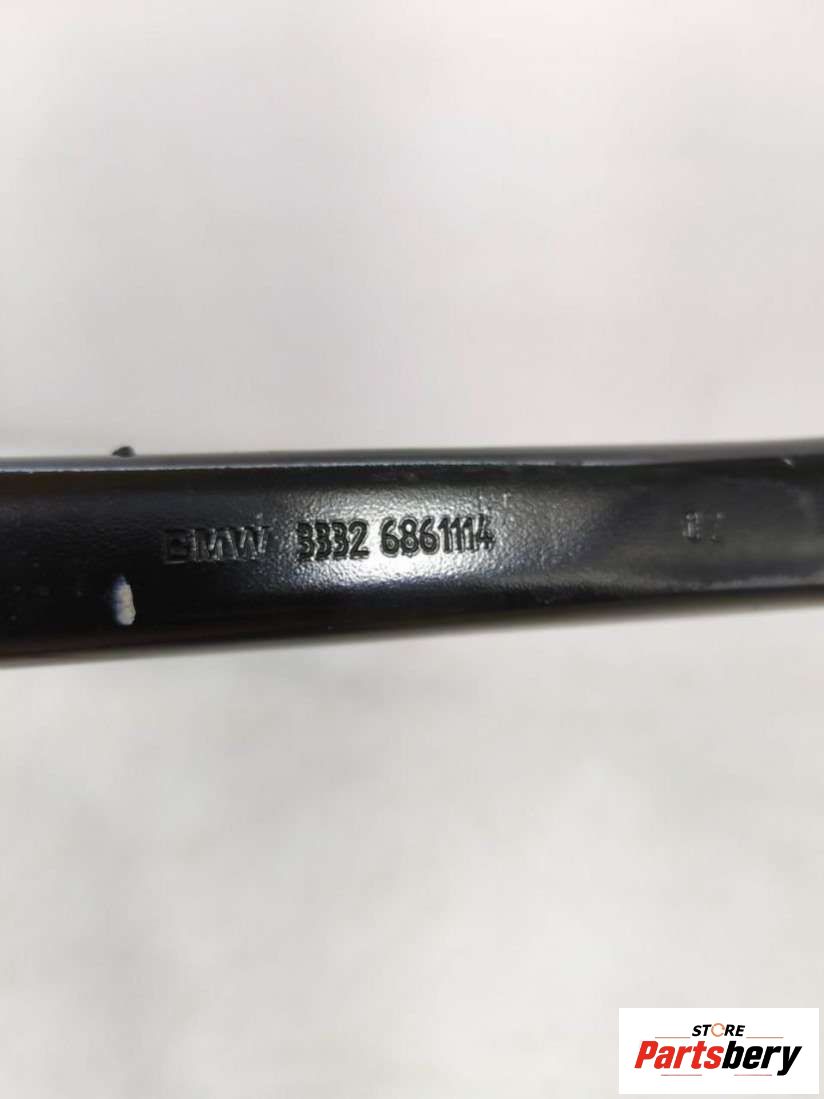 BMW 3332 6861114
STORE
Partsbery